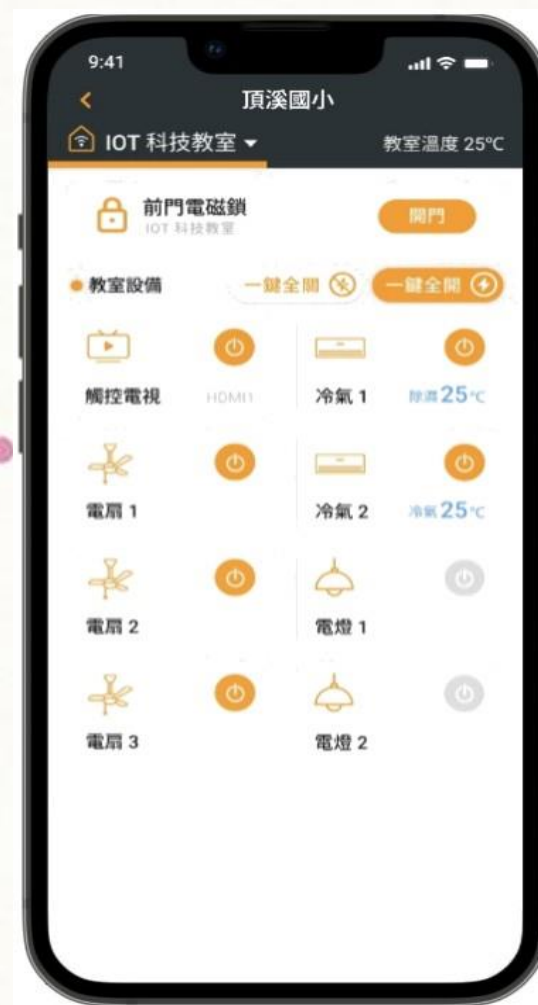 9:41
頂溪國小
IOT 科技教室
教室溫度 25°C
前門電磁鎖
IOT 科技教室
開門
教室設備
一鍵全關
一鍵全開
觸控電視
HDMI1
冷氣 1
除濕 25°C
電扇 1
冷氣 2
冷氣 25°C
電扇 2
電燈 1
電扇 3
電燈 2